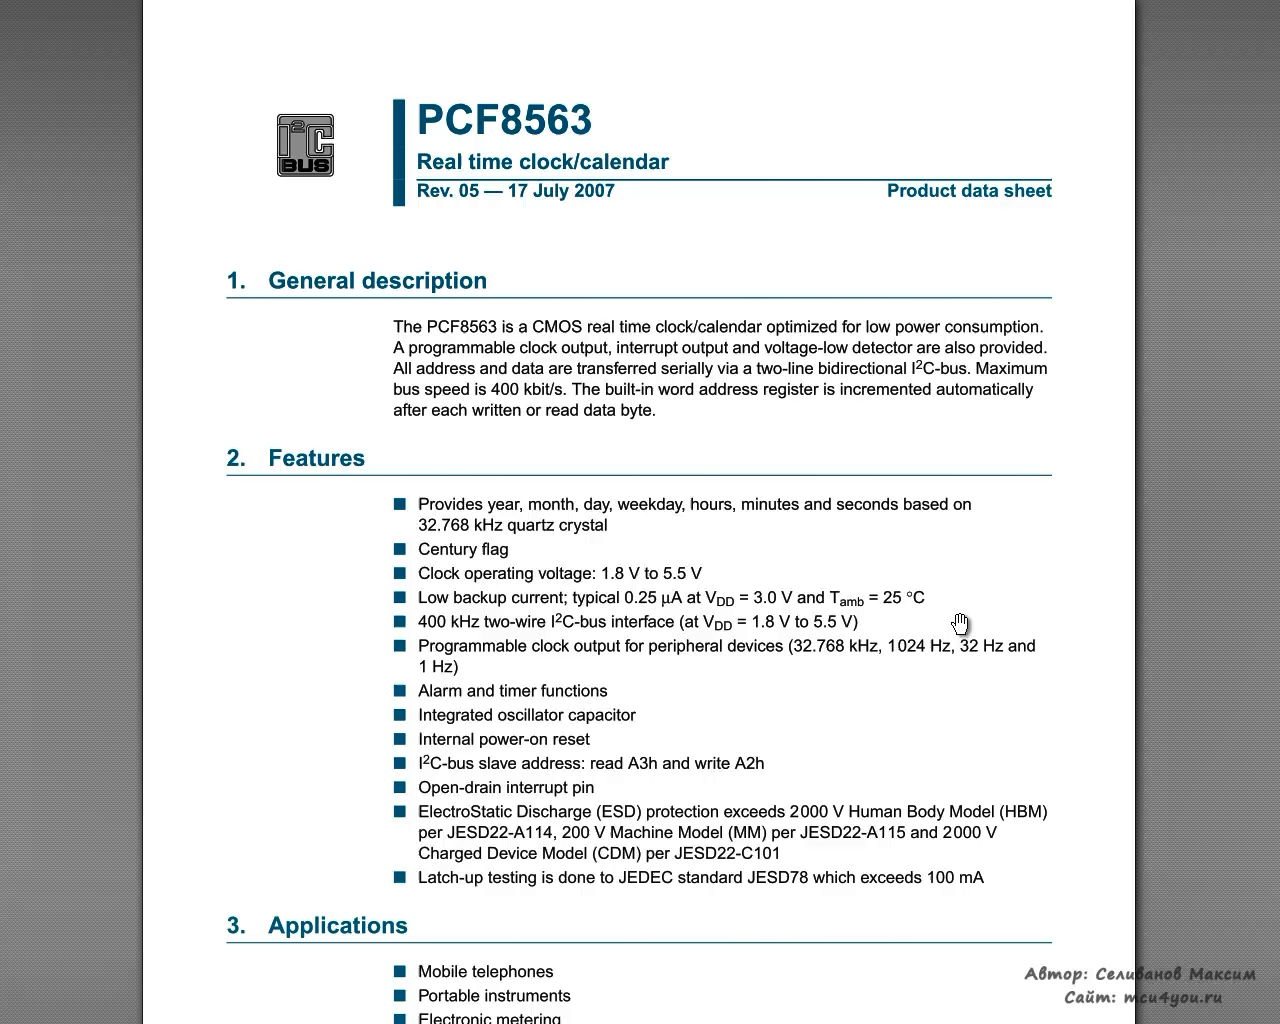 I2C
BUS
PCF8563
Real time clock/calendar
Rev. 05 — 17 July 2007
Product data sheet
1. General description
The PCF8563 is a CMOS real time clock/calendar optimized for low power consumption.
A programmable clock output, interrupt output and voltage-low detector are also provided.
All address and data are transferred serially via a two-line bidirectional I2C-bus. Maximum
bus speed is 400 kbit/s. The built-in word address register is incremented automatically
after each written or read data byte.
2. Features
■ Provides year, month, day, weekday, hours, minutes and seconds based on
32.768 kHz quartz crystal
■ Century flag
■ Clock operating voltage: 1.8 V to 5.5 V
■ Low backup current; typical 0.25 μA at VDD = 3.0 V and Tamb = 25 °C
■ 400 kHz two-wire I2C-bus interface (at VDD = 1.8 V to 5.5 V)
■ Programmable clock output for peripheral devices (32.768 kHz, 1024 Hz, 32 Hz and
1 Hz)
■ Alarm and timer functions
■ Integrated oscillator capacitor
■ Internal power-on reset
■ I2C-bus slave address: read A3h and write A2h
■ Open-drain interrupt pin
■ ElectroStatic Discharge (ESD) protection exceeds 2000 V Human Body Model (HBM)
per JESD22-A114, 200 V Machine Model (MM) per JESD22-A115 and 2000 V
Charged Device Model (CDM) per JESD22-C101
■ Latch-up testing is done to JEDEC standard JESD78 which exceeds 100 mA
3. Applications
■ Mobile telephones
■ Portable instruments
■ Electronic metering
Автор: Селиванов Максим
Сайт: mcu4you.ru